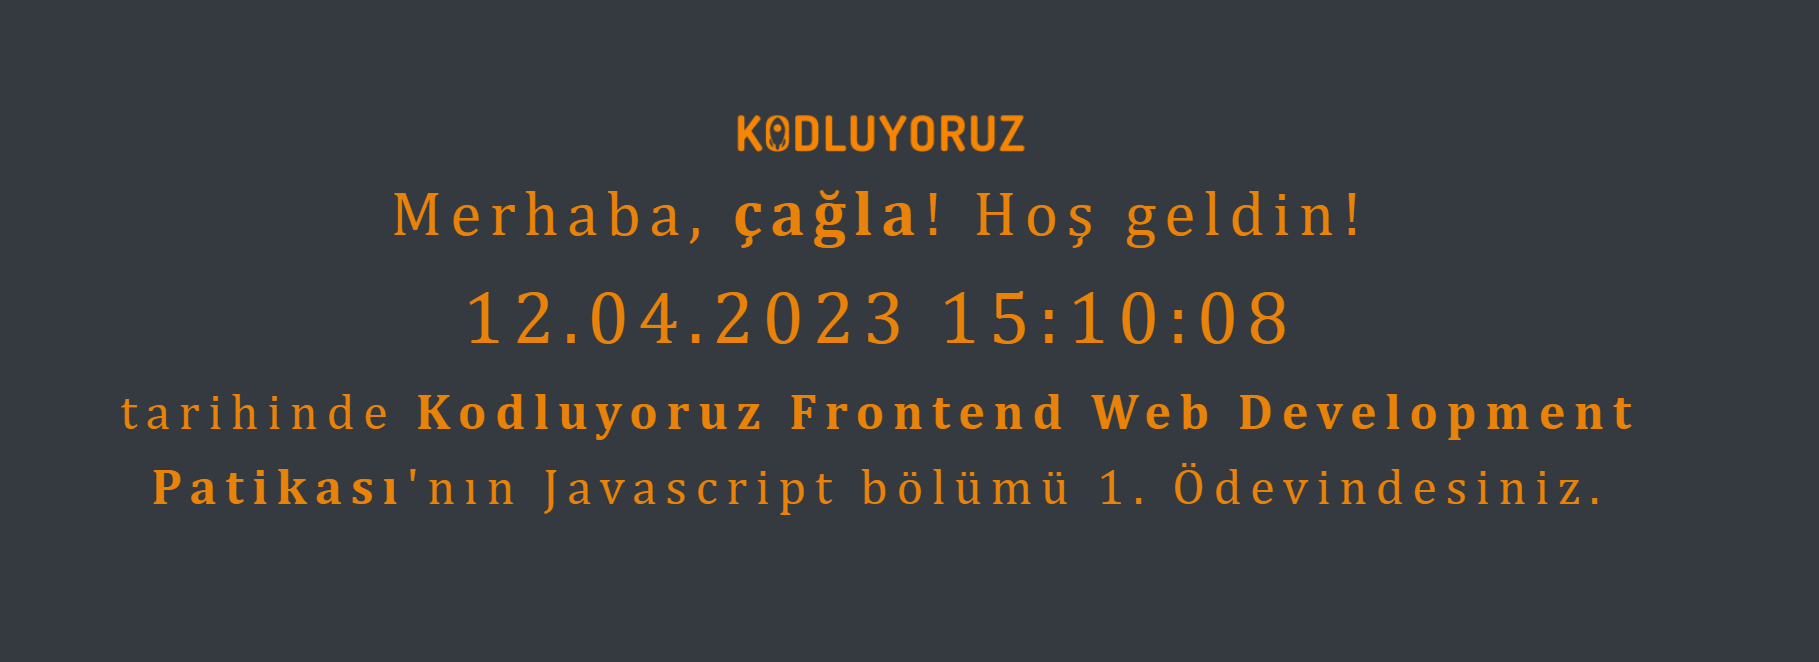 KODLUYORUZ
Merhaba, çağla! Hoş geldin!
12.04.2023 15:10:08
tarihinde Kodluyoruz Frontend Web Development
Patikası'nın Javascript bölümü 1. Ödevindesiniz.